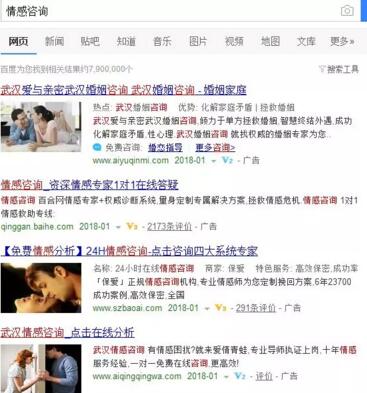 情感咨询
网页 新闻 贴吧 知道 音乐 图片 视频 地图 文库 更多»
百度为您找到相关结果约7,900,000个 搜索工具
武汉爱与亲密武汉婚姻咨询 武汉婚姻咨询 - 婚姻家庭
热点: 武汉婚姻咨询 优势: 化解家庭矛盾 | 挽救婚姻
武汉爱与亲密武汉婚姻咨询,倾力于单方挽救婚姻,智慧终结外遇,成功
化解家庭矛盾,性心理.武汉婚姻咨询 就找权威的婚姻专家为您..
免费咨询: 婚恋指导 更多咨询>
www.aiyuqinmi.com 2018-01 V2 - 广告
情感咨询_资深情感专家1对1在线答疑
情感咨询 百合网情感专家+权威诊断系统,量身定制专属解决方案,挽救情感危机.情感咨询 1对1
情感救助专线:
qinggan.baihe.com 2018-01 V3 - 2173条评价 - 广告
【免费情感分析】24H情感咨询-点击咨询四大系统专家
名称: 24小时在线情感咨询 商家: 保爱 特色服务: 高效保密,成功率
「保爱」正规情感咨询机构,专业情感师为您定制挽回方案,6年23700
成功案例,高效保密,全国
www.szbaoai.com 2018-01 V3 - 291条评价 - 广告
武汉情感咨询_点击在线分析
武汉情感咨询 有情感困扰?就来爱情青蛙,专业导师执证上岗,十年情感
服务经验,一对一免费在线咨询,更高效!
www.aiqingqingwa.com 2018-01 V2 - 评价 - 广告